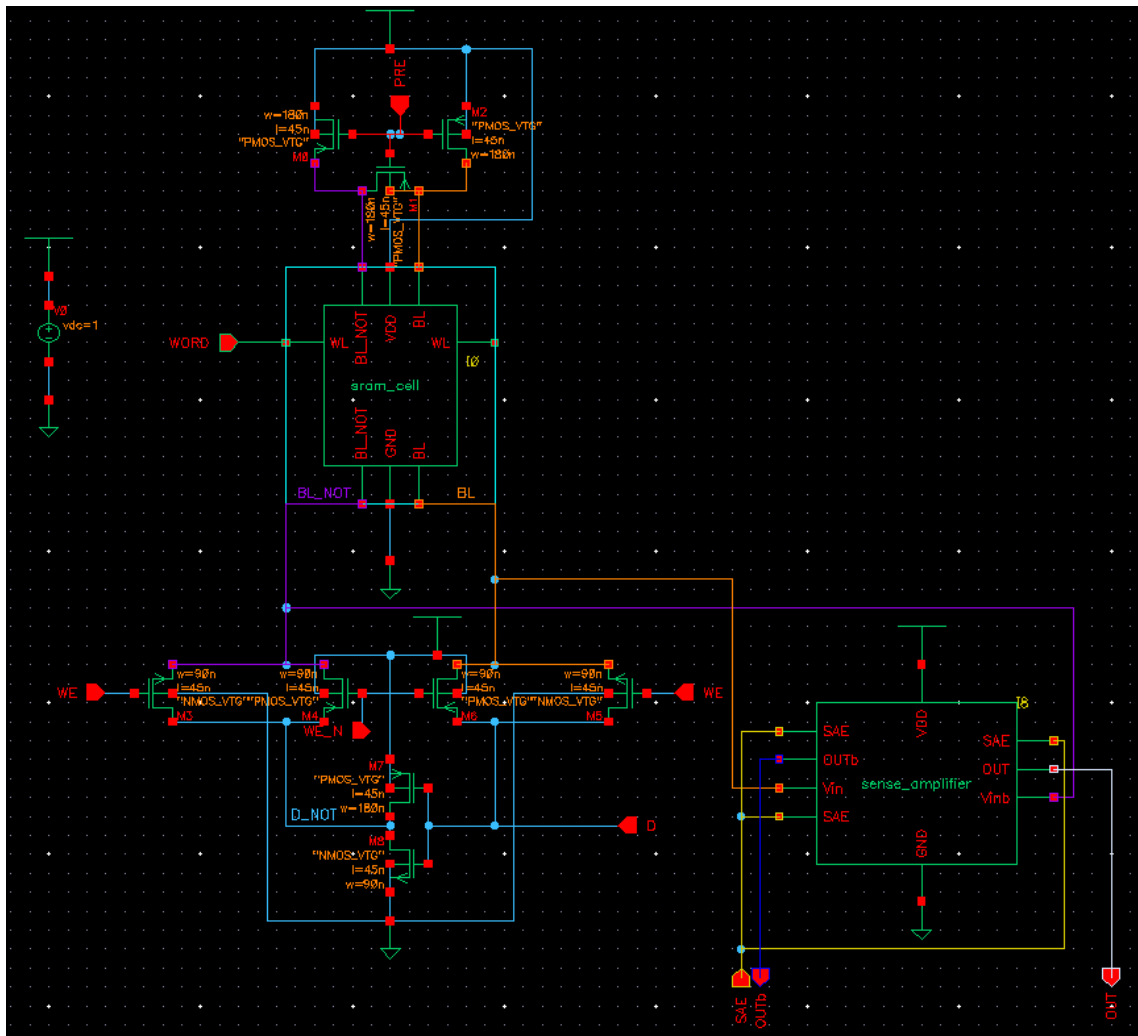 PRE
w=180n
l=45n
"PMOS_VTG"
M0
M2
"PMOS_VTG"
l=45n
w=180n
M1
w=180n
l=45n
"PMOS_VTG"
V0
vdc=1
WORD
WL
BL_NOT
VDD
BL
WL
I0
sram_cell
BL_NOT
GND
BL
BL_NOT
BL
WE
w=90n
l=45n
"NMOS_VTG"
M3
w=90n
l=45n
"PMOS_VTG"
M4
WE_N
w=90n
l=45n
"PMOS_VTG"
M6
w=90n
l=45n
"NMOS_VTG"
M5
WE
M7
"PMOS_VTG"
l=45n
w=180n
D_NOT
D
M8
"NMOS_VTG"
l=45n
w=90n
I8
VDD
SAE
OUTb
Vin
SAE
sense_amplifier
SAE
OUT
Vinb
GND
SAE
OUTb
OUT